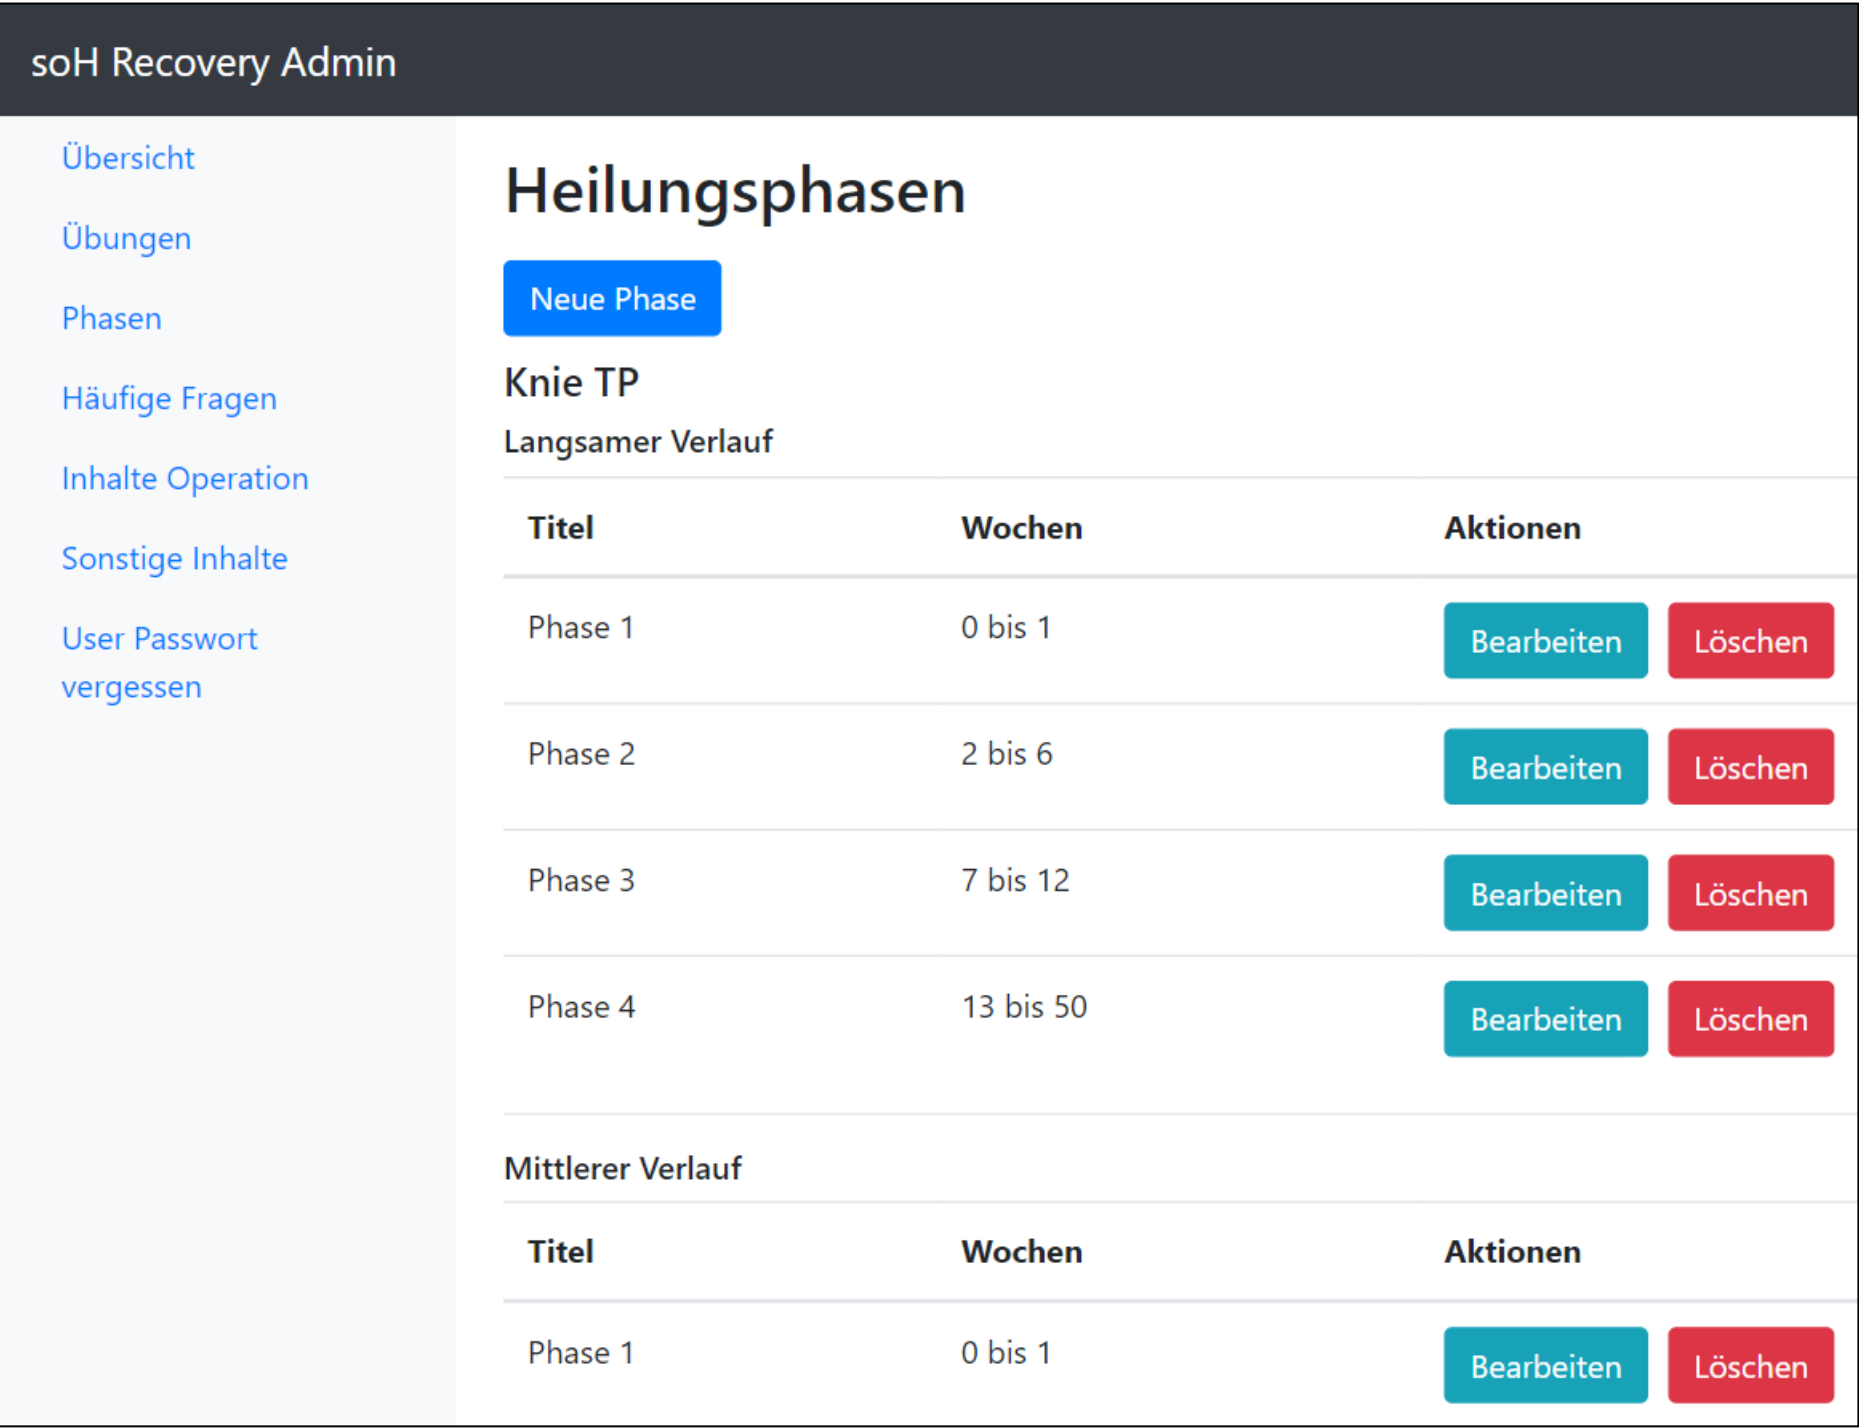 soH Recovery Admin
Übersicht
Übungen
Phasen
Häufige Fragen
Inhalte Operation
Sonstige Inhalte
User Passwort
vergessen
Heilungsphasen
Neue Phase
Knie TP
Langsamer Verlauf
Titel Wochen Aktionen
Phase 1 0 bis 1 Bearbeiten Löschen
Phase 2 2 bis 6 Bearbeiten Löschen
Phase 3 7 bis 12 Bearbeiten Löschen
Phase 4 13 bis 50 Bearbeiten Löschen
Mittlerer Verlauf
Titel Wochen Aktionen
Phase 1 0 bis 1 Bearbeiten Löschen